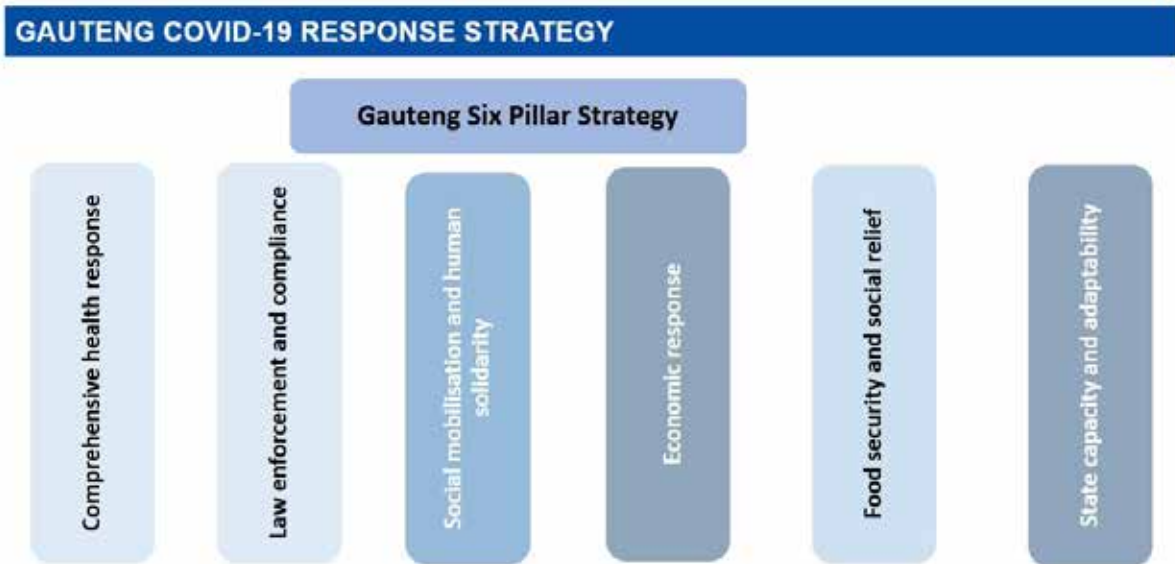 GAUTENG COVID-19 RESPONSE STRATEGY
Gauteng Six Pillar Strategy
Comprehensive health response
Law enforcement and compliance
Social mobilisation and human
solidarity
Economic response
Food security and social relief
State capacity and adaptability